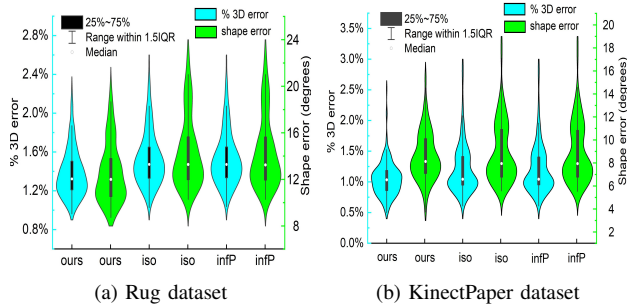 25%~75%
Range within 1.5IQR
Median
% 3D error
shape error
% 3D error
2.8%
2.4%
2.0%
1.6%
1.2%
0.8%
Shape error (degrees)
24
20
16
12
8
ours ours iso iso infP infP
(a) Rug dataset
25%~75%
Range within 1.5IQR
Median
% 3D error
shape error
% 3D error
3.5%
3.0%
2.5%
2.0%
1.5%
1.0%
0.5%
0.0%
Shape error (degrees)
20
18
16
14
12
10
8
6
4
2
ours ours iso iso infP infP
(b) KinectPaper dataset